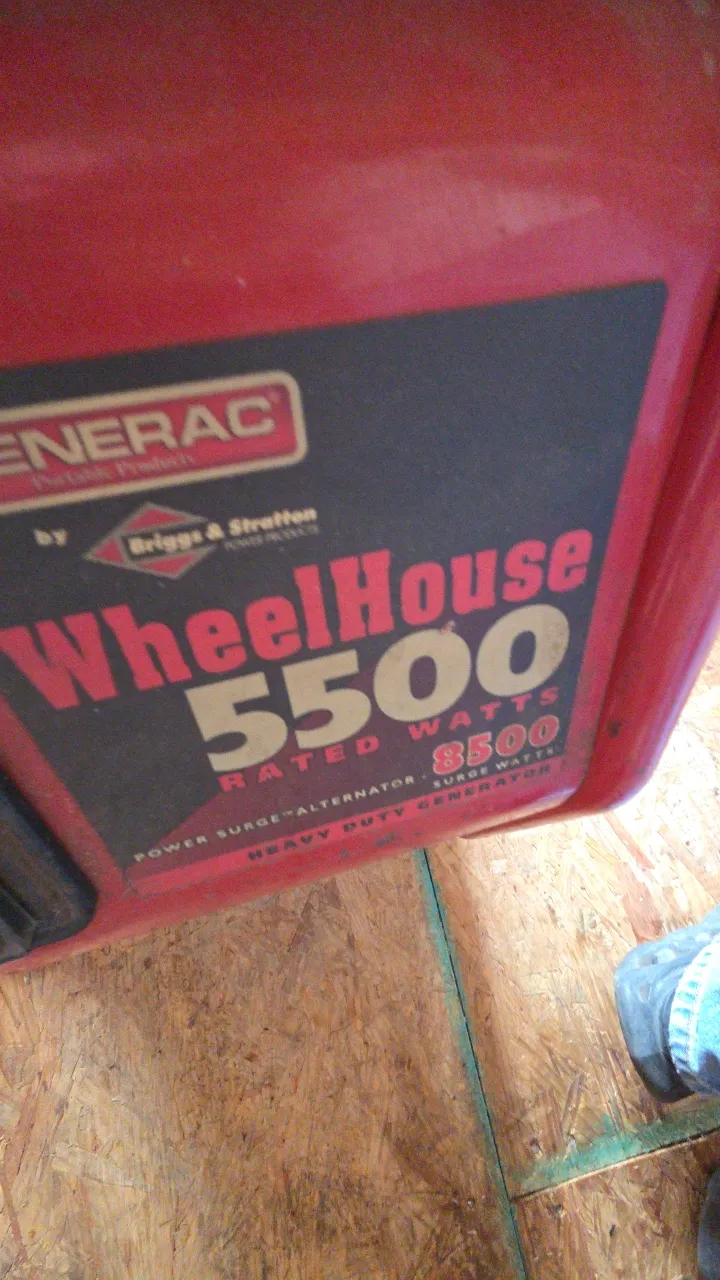 ENERAC
Portable Products
by Briggs & Stratton
POWER PRODUCTS
WheelHouse
5500
RATED WATTS
8500
SURGE WATTS
POWER SURGE™ ALTERNATOR
HEAVY DUTY GENERATOR